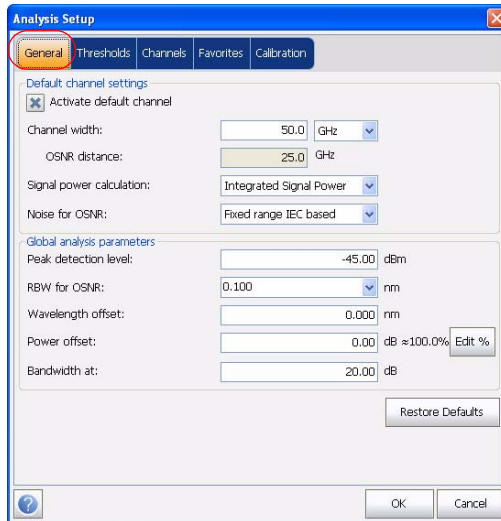 Analysis Setup
General Thresholds Channels Favorites Calibration
Default channel settings
Activate default channel
Channel width: 50.0 GHz
OSNR distance: 25.0 GHz
Signal power calculation: Integrated Signal Power
Noise for OSNR: Fixed range IEC based
Global analysis parameters
Peak detection level: -45.00 dBm
RBW for OSNR: 0.100 nm
Wavelength offset: 0.000 nm
Power offset: 0.00 dB ≈100.0% Edit %
Bandwidth at: 20.00 dB
Restore Defaults
? OK Cancel